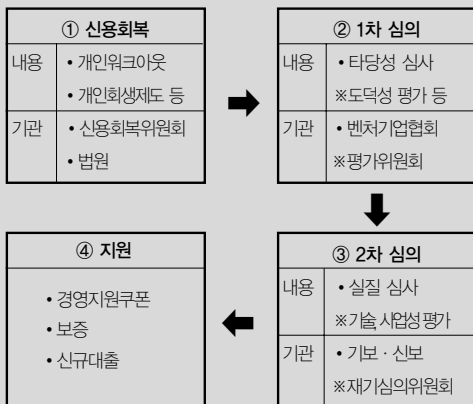 ① 신용회복
내용
• 개인워크아웃
• 개인회생제도 등
기관
• 신용회복위원회
• 법원
② 1차 심의
내용
• 타당성 심사
※도덕성 평가 등
기관
• 벤처기업협회
※평가위원회
③ 2차 심의
내용
• 실질 심사
※기술, 사업성 평가
기관
• 기보 · 신보
※재기심의위원회
④ 지원
• 경영지원쿠폰
• 보증
• 신규대출